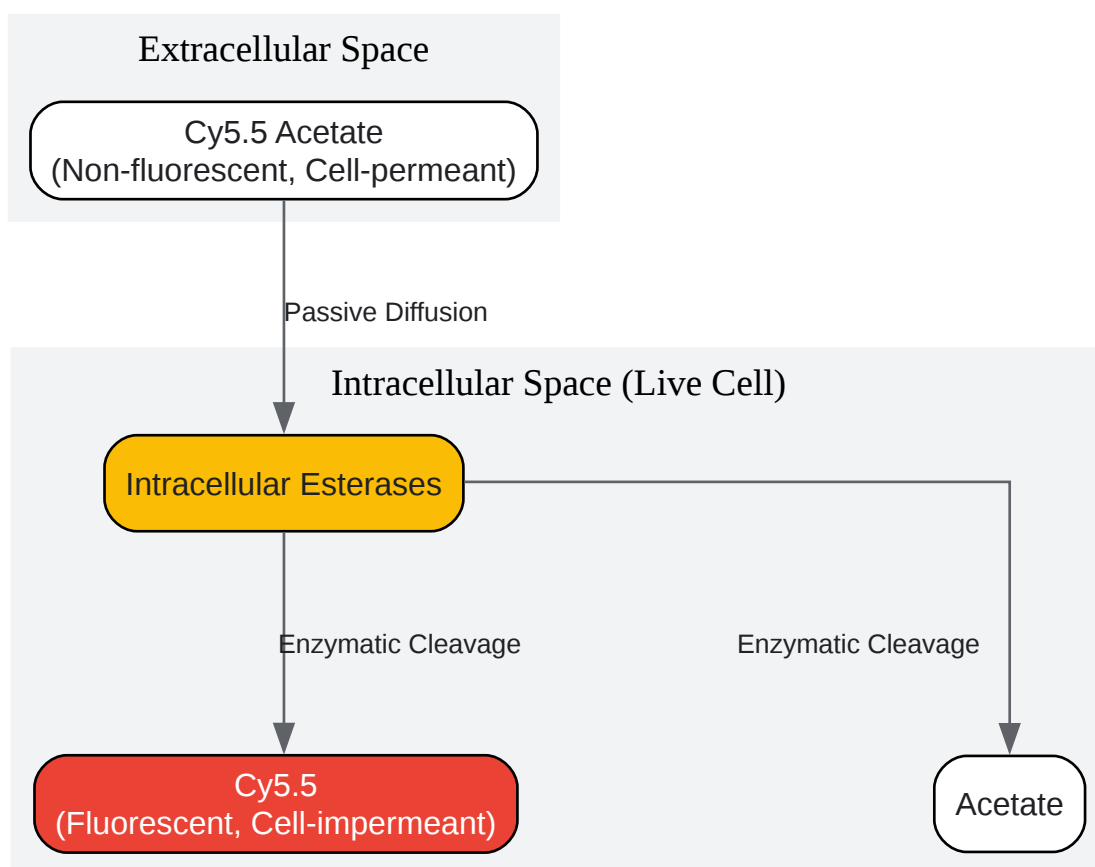 Extracellular Space
Cy5.5 Acetate
(Non-fluorescent, Cell-permeant)
Passive Diffusion
Intracellular Space (Live Cell)
Intracellular Esterases
Enzymatic Cleavage
Enzymatic Cleavage
Cy5.5
(Fluorescent, Cell-impermeant)
Acetate